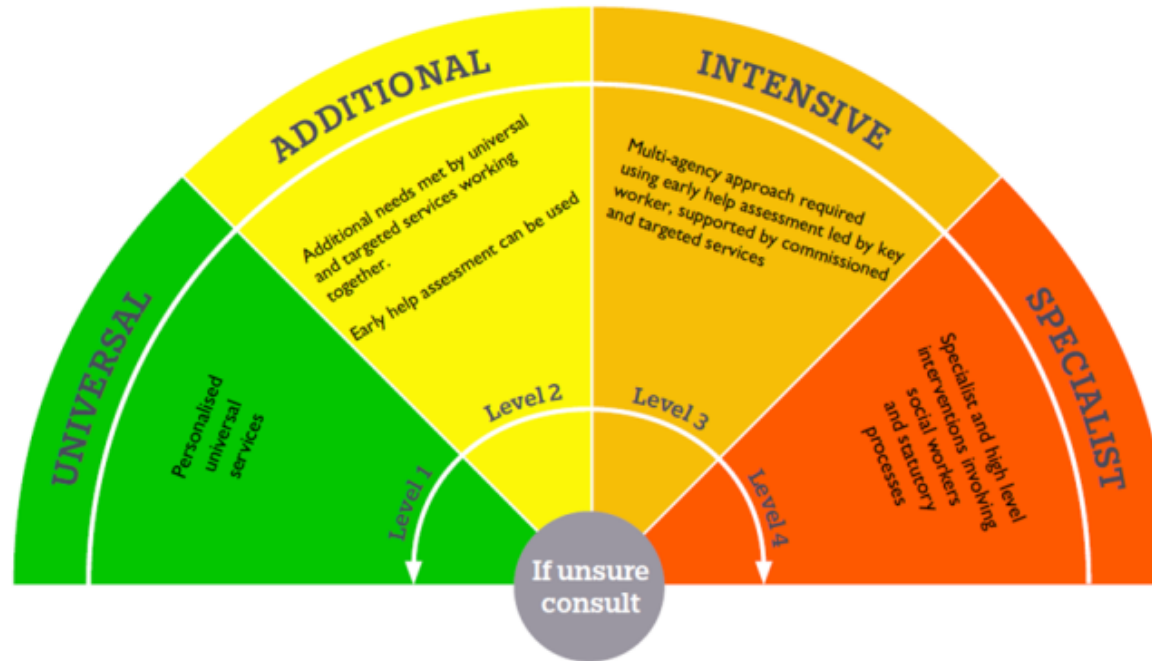 UNIVERSAL
Personalised
universal
services
Level 1
ADDITIONAL
Additional needs met by universal
and targeted services working
together.
Early help assessment can be used
Level 2
INTENSIVE
Multi-agency approach required
using early help assessment led by key
worker, supported by commissioned
and targeted services
Level 3
SPECIALIST
Specialist and high level
interventions involving
social workers
and statutory
processes
Level 4
If unsure
consult